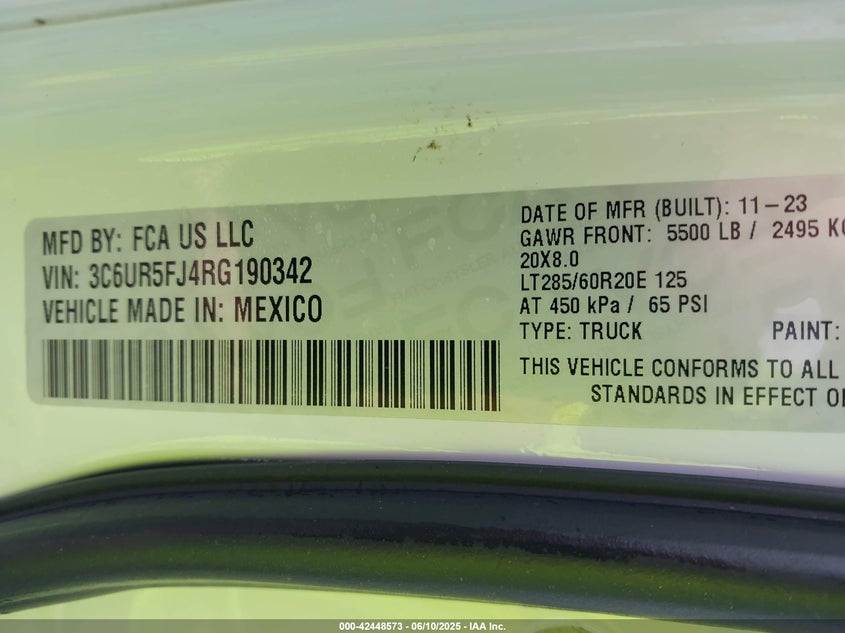 MFD BY: FCA US LLC
VIN: 3C6UR5FJ4RG190342
VEHICLE MADE IN: MEXICO
DATE OF MFR (BUILT): 11-23
GAWR FRONT: 5500 LB / 2495 KG
20X8.0
LT285/60R20E 125
AT 450 kPa / 65 PSI
TYPE: TRUCK PAINT:
THIS VEHICLE CONFORMS TO ALL
STANDARDS IN EFFECT
000-42448573 - 06/10/2025 - IAA Inc.